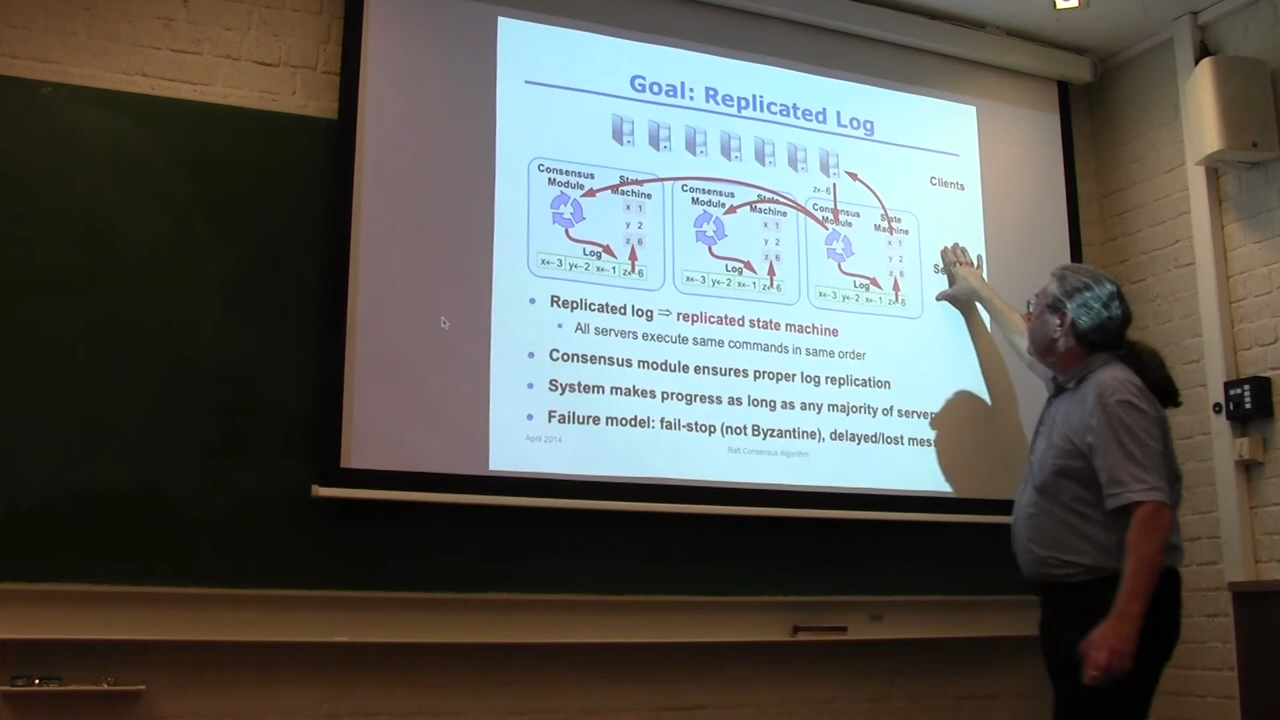 Goal: Replicated Log
Clients
z←6
Consensus Module
State Machine
x 1
y 2
z 6
Log
x←3 y←2 x←1 z←6
Consensus Module
State Machine
x 1
y 2
z 6
Log
x←3 y←2 x←1 z←6
Consensus Module
State Machine
x 1
y 2
z 6
Log
x←3 y←2 x←1 z←6
Replicated log ⇒ replicated state machine
All servers execute same commands in same order
Consensus module ensures proper log replication
System makes progress as long as any majority of server
Failure model: fail-stop (not Byzantine), delayed/lost mes
April 2014
Raft Consensus Algorithm